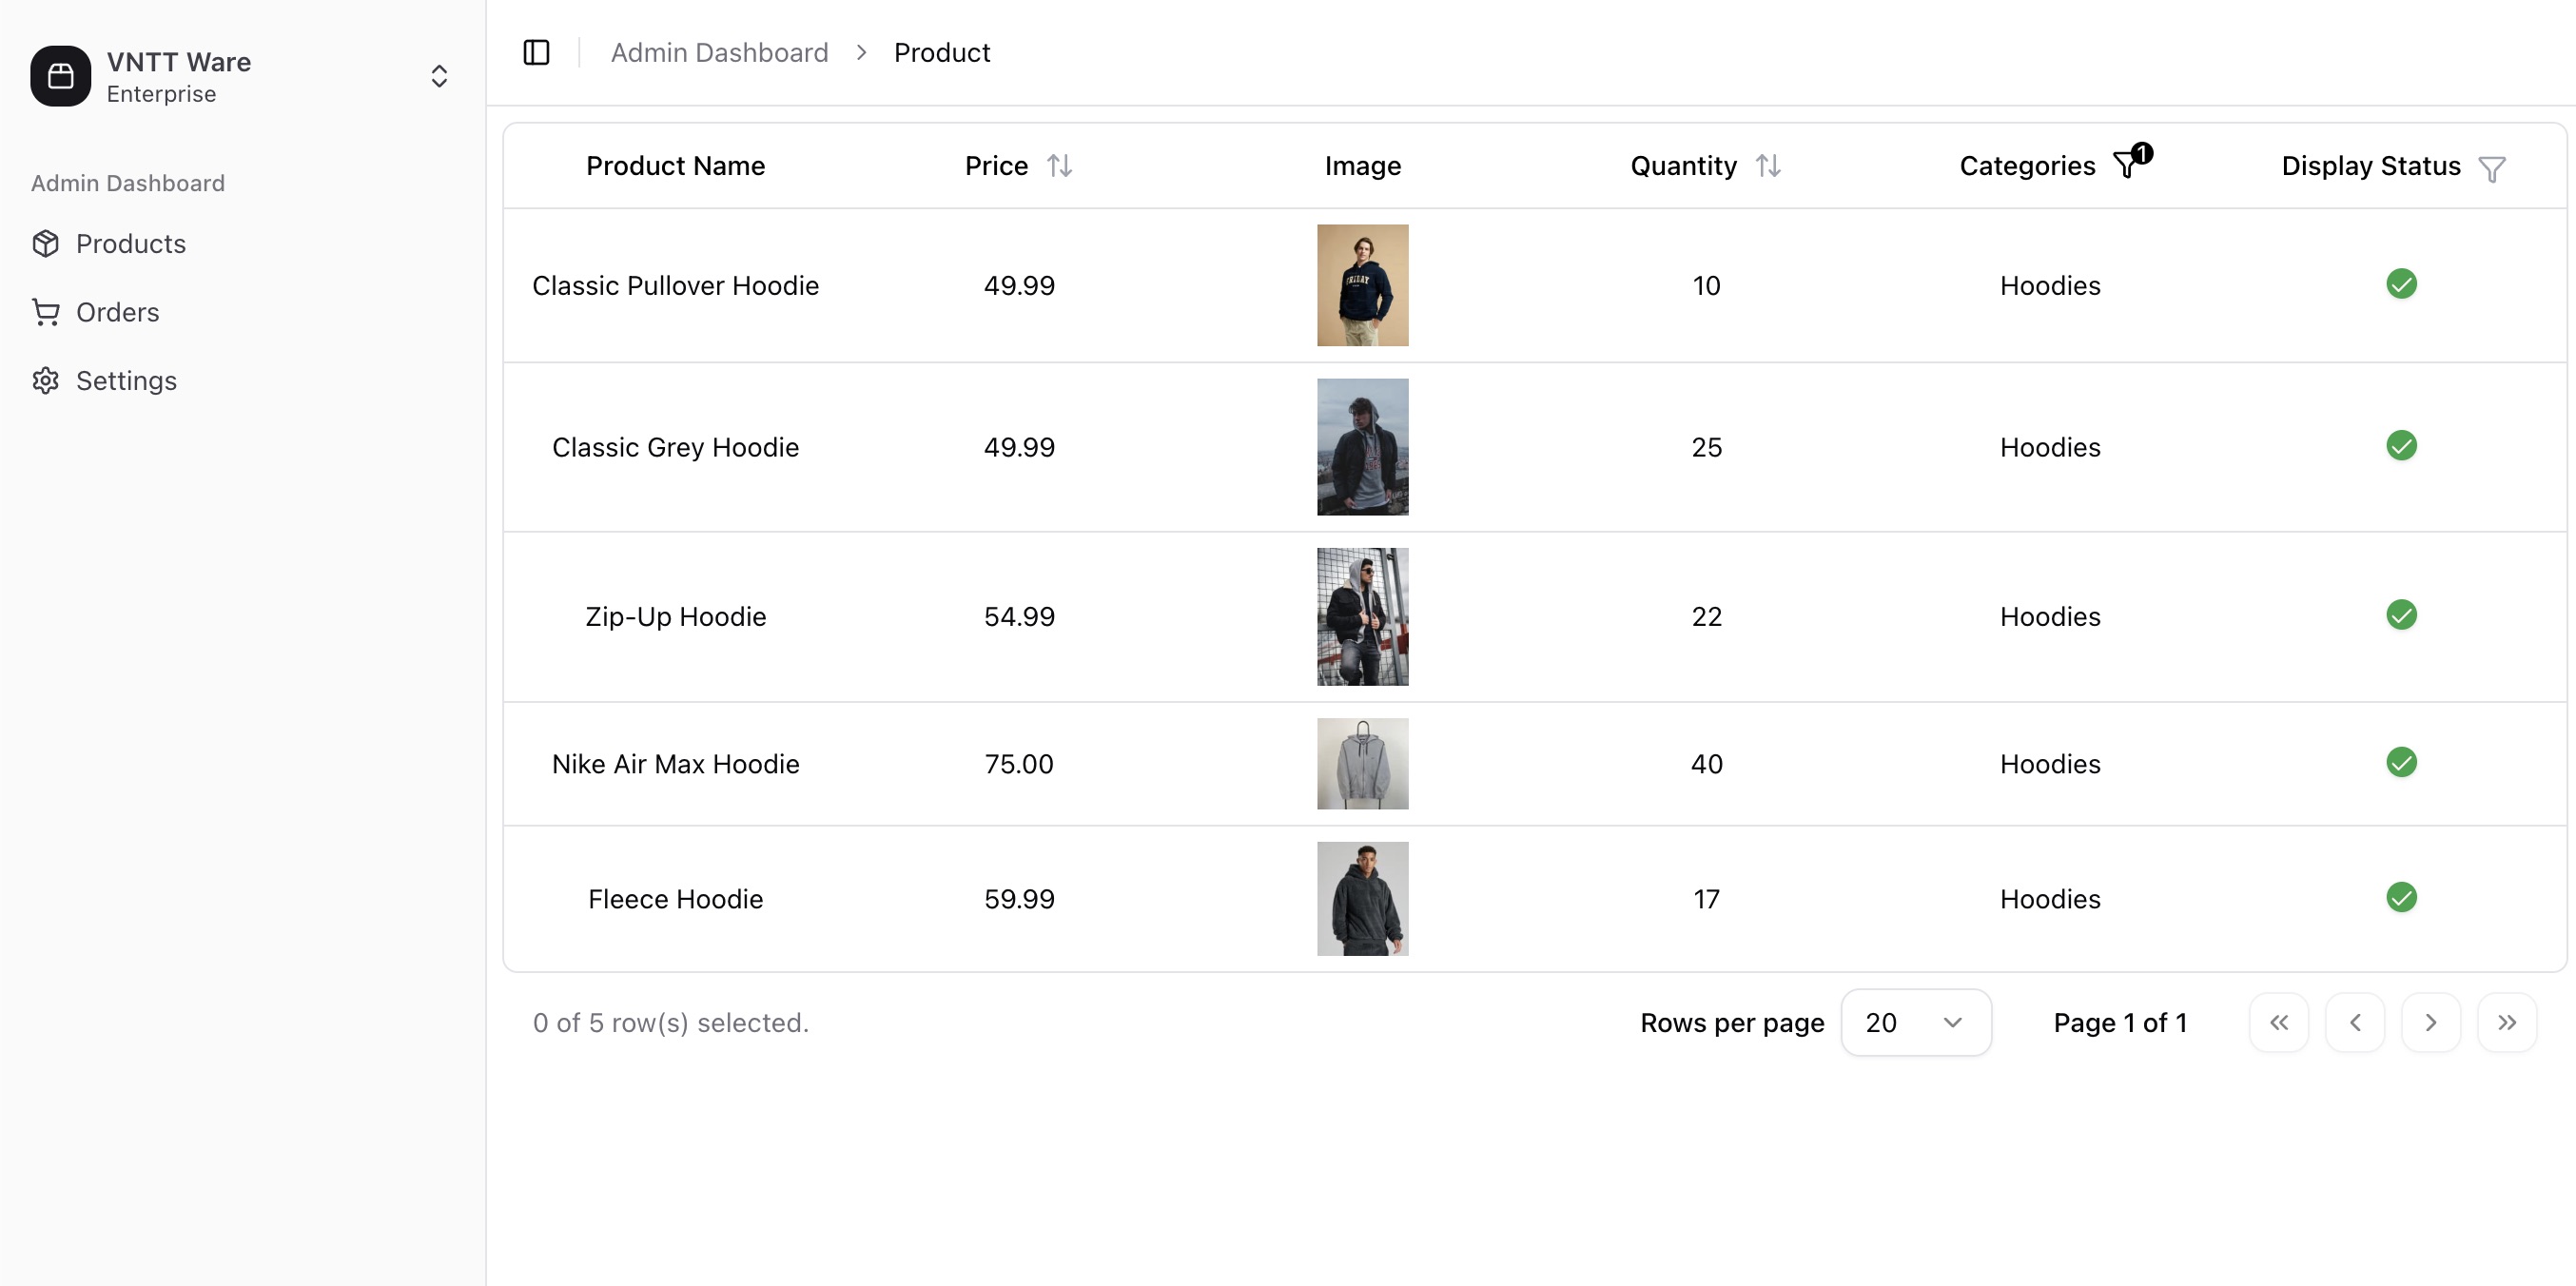 VNTT Ware
Enterprise
Admin Dashboard
Products
Orders
Settings
Admin Dashboard > Product
Product Name Price Image Quantity Categories 1 Display Status
Classic Pullover Hoodie 49.99 10 Hoodies
Classic Grey Hoodie 49.99 25 Hoodies
Zip-Up Hoodie 54.99 22 Hoodies
Nike Air Max Hoodie 75.00 40 Hoodies
Fleece Hoodie 59.99 17 Hoodies
0 of 5 row(s) selected. Rows per page 20 Page 1 of 1